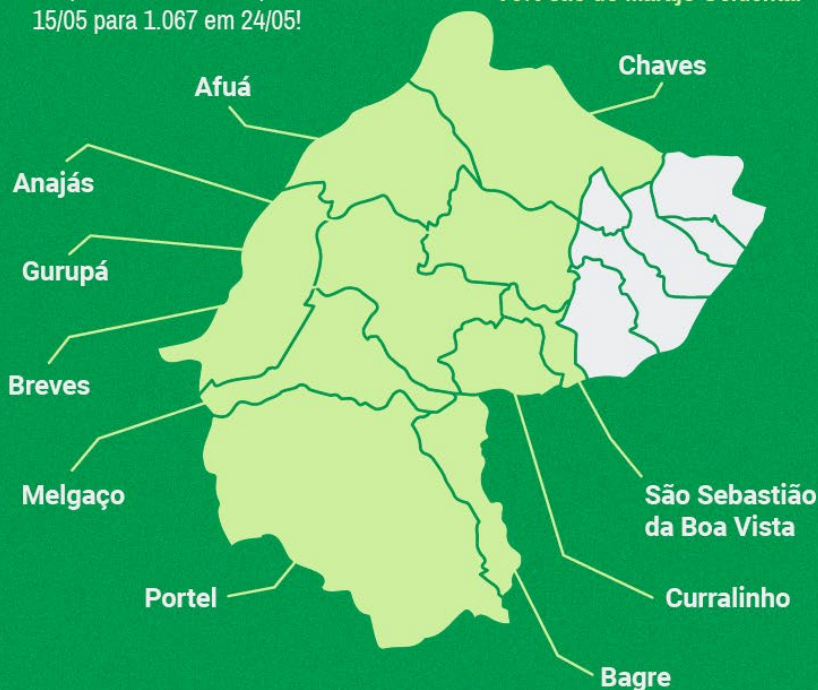 15/05 para 1.067 em 24/05!
Chaves
Afuá
Anajás
Gurupá
Breves
Melgaço
São Sebastião
da Boa Vista
Portel
Curralinho
Bagre